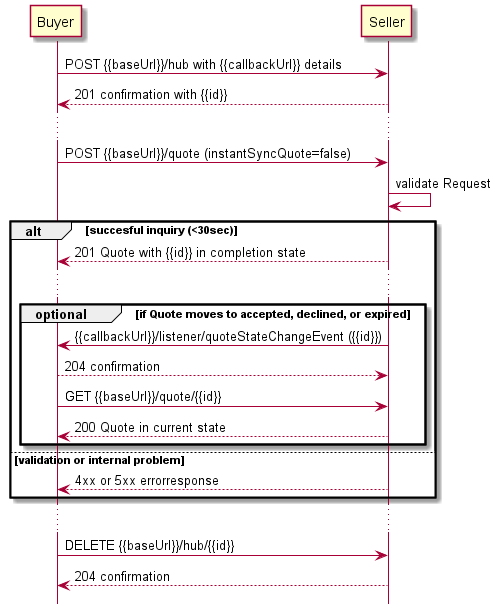 Buyer
Seller
POST {{baseUrl}}/hub with {{callbackUrl}} details
201 confirmation with {{id}}
POST {{baseUrl}}/quote (instantSyncQuote=false)
validate Request
alt [succesful inquiry (<30sec)]
201 Quote with {{id}} in completion state
optional [if Quote moves to accepted, declined, or expired]
{{callbackUrl}}/listener/quoteStateChangeEvent ({{id}})
204 confirmation
GET {{baseUrl}}/quote/{{id}}
200 Quote in current state
[validation or internal problem]
4xx or 5xx errorresponse
DELETE {{baseUrl}}/hub/{{id}}
204 confirmation